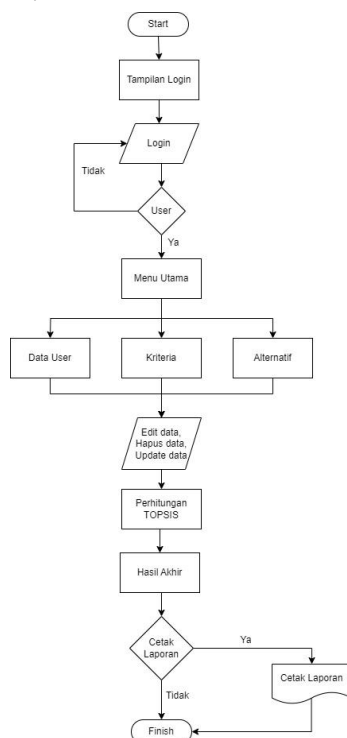 Start
Tampilan Login
Login
Tidak
User
Ya
Menu Utama
Data User
Kriteria
Alternatif
Edit data,
Hapus data,
Update data
Perhitungan
TOPSIS
Hasil Akhir
Cetak
Laporan
Ya
Cetak Laporan
Tidak
Finish